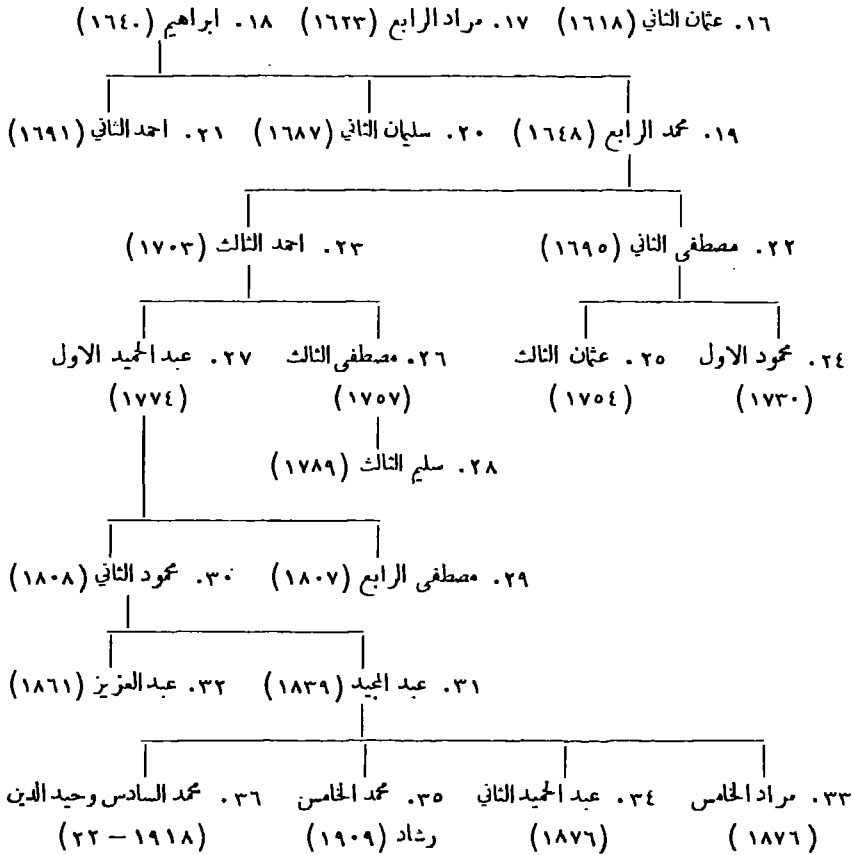 ١٦. عثمان الثاني (١٦١٨) ١٧. مراد الرابع (١٦٢٣) ١٨. ابراهيم (١٦٤٠)
١٩. محمد الرابع (١٦٤٨) ٢٠. سليمان الثاني (١٦٨٧) ٢١. احمد الثاني (١٦٩١)
٢٢. مصطفى الثاني (١٦٩٥) ٢٣. احمد الثالث (١٧٠٣)
٢٤. محمود الاول ٢٥. عثمان الثالث ٢٦. مصطفى الثالث ٢٧. عبد الحميد الاول
(١٧٣٠) (١٧٥٤) (١٧٥٧) (١٧٧٤)
٢٨. سليم الثالث (١٧٨٩)
٢٩. مصطفى الرابع (١٨٠٧) ٣٠. محمود الثاني (١٨٠٨)
٣١. عبد المجيد (١٨٣٩) ٣٢. عبد العزيز (١٨٦١)
٣٣. مراد الخامس ٣٤. عبد الحميد الثاني ٣٥. محمد الخامس ٣٦. محمد السادس وحيد الدين
(١٨٧٦) (١٨٧٦) رشاد (١٩٠٩) (١٩١٨ – ٢٢)